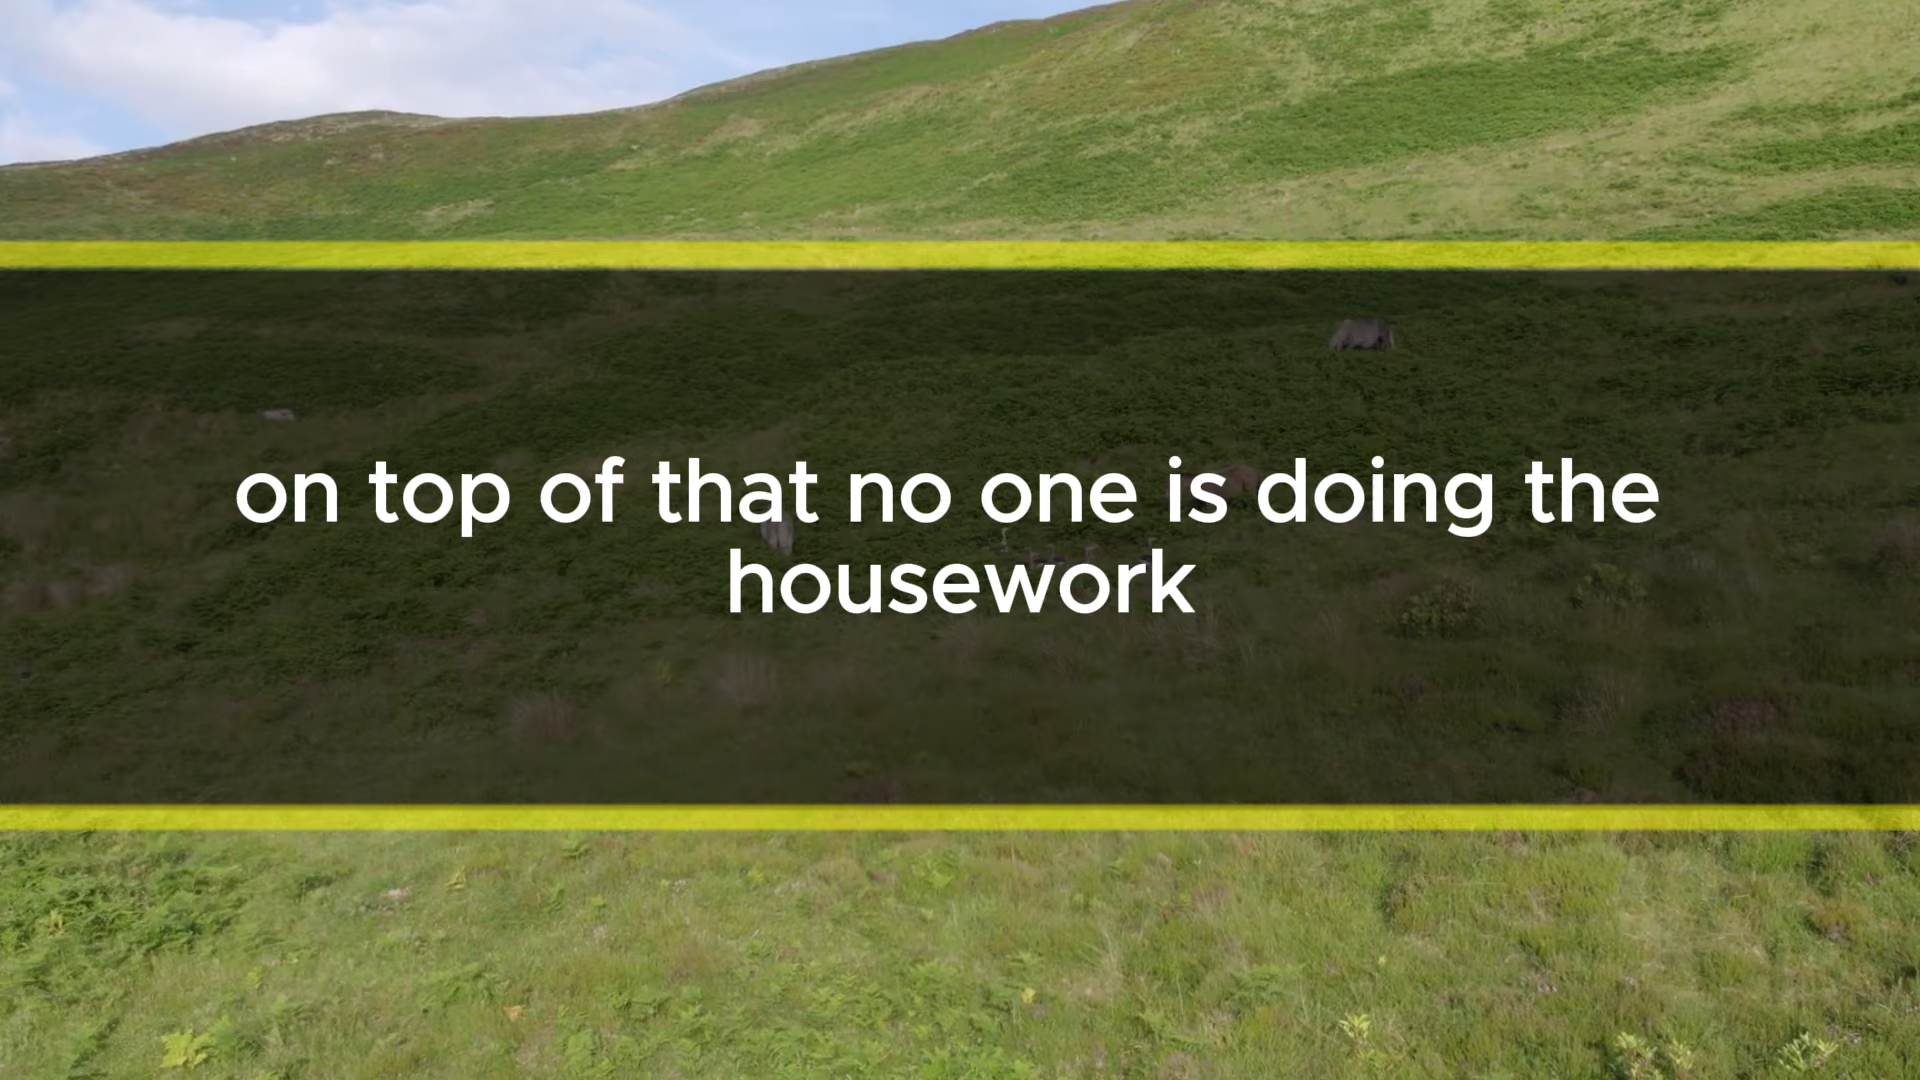 on top of that no one is doing the
housework